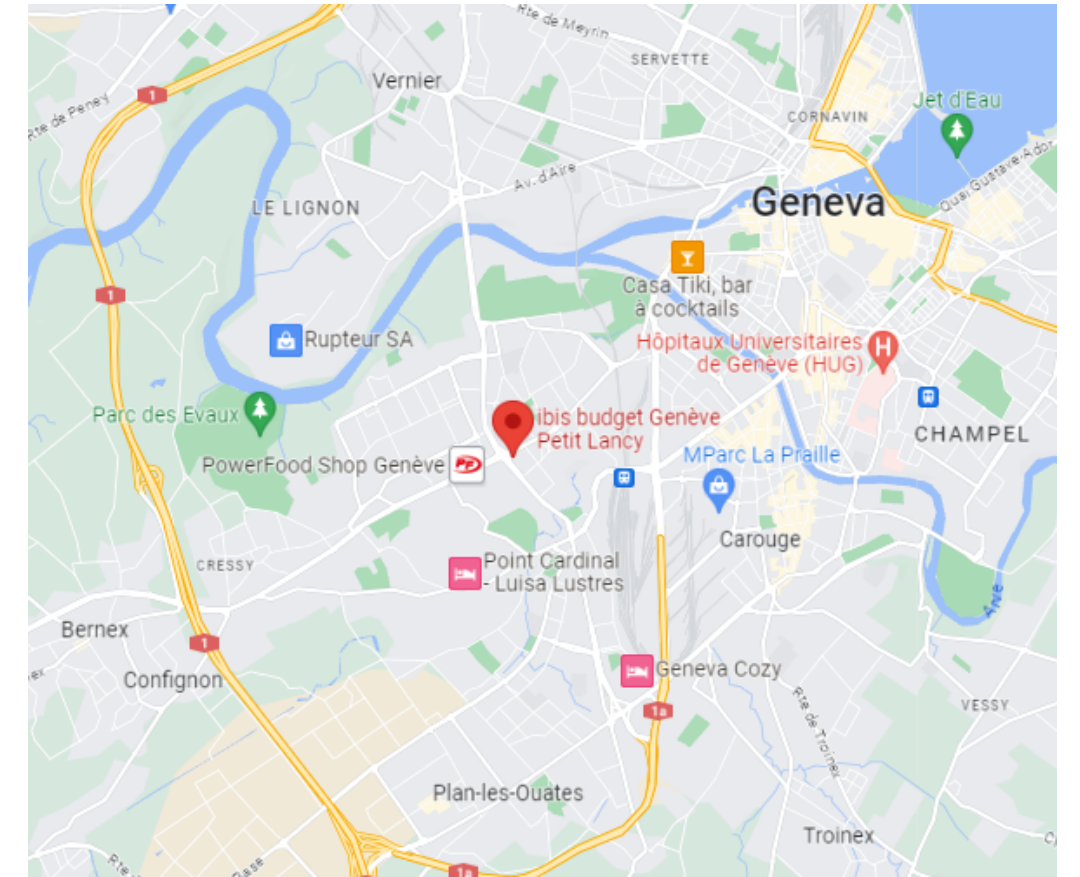 Rte de Meyrin
SERVETTE
Vernier
1
Rte de Peney
Jet d'Eau
CORNAVIN
Quai Gustave-Ador
Av. d'Aïre
LE LIGNON
Geneva
Casa Tiki, bar
à cocktails
1
Rupteur SA
Hôpitaux Universitaires
de Genève (HUG)
H
Parc des Evaux
ibis budget Genève
Petit Lancy
CHAMPEL
PowerFood Shop Genève
PF
MParc La Praille
Carouge
CRESSY
Point Cardinal
- Luisa Lustres
Arve
Bernex
1
Confignon
Geneva Cozy
1a
VESSY
Rte de Troinex
Plan-les-Ouates
Troinex
1a